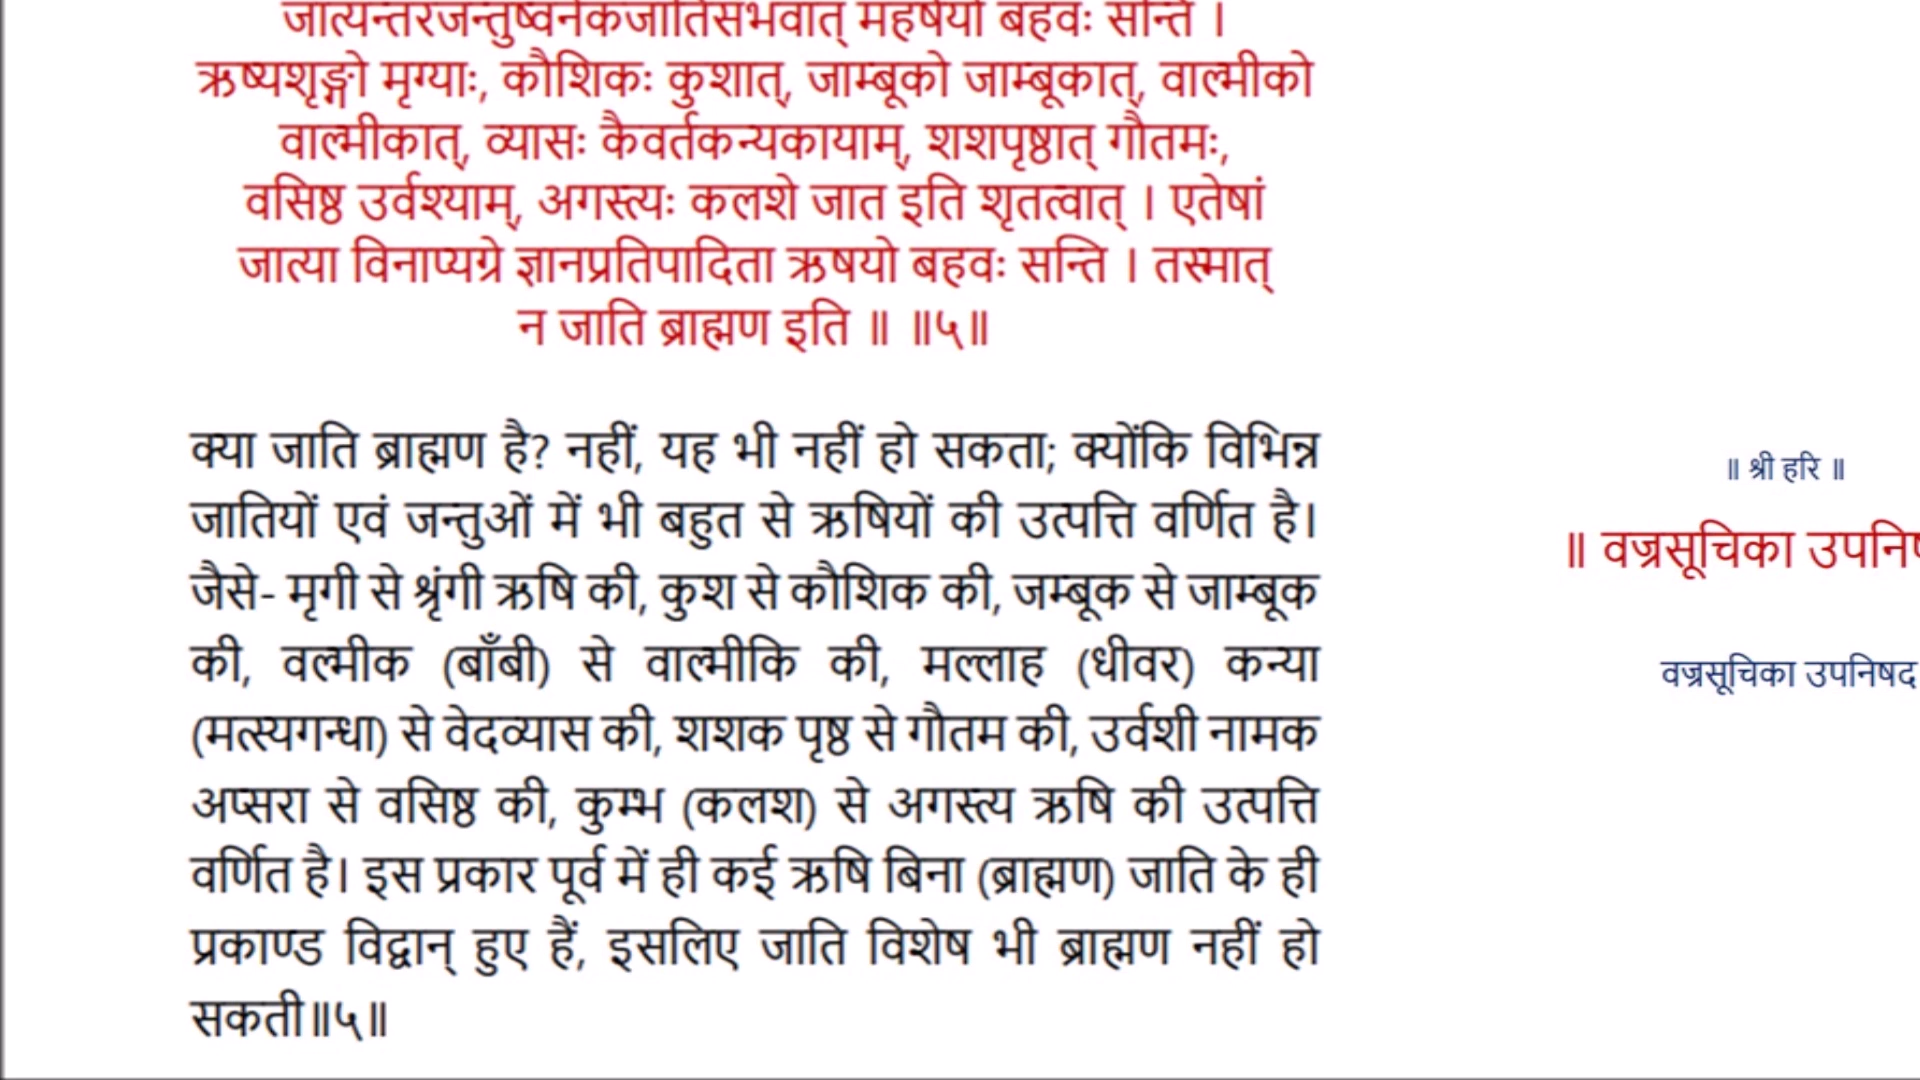 जात्यन्तरजन्तुष्वनेकजातिसंभवात् महर्षयो बहवः सन्ति ।
ऋष्यशृङ्गो मृग्याः, कौशिकः कुशात्, जाम्बूको जाम्बूकात्, वाल्मीको
वाल्मीकात्, व्यासः कैवर्तकन्यकायाम्, शशपृष्ठात् गौतमः,
वसिष्ठ उर्वश्याम्, अगस्त्यः कलशे जात इति शृतत्वात् । एतेषां
जात्या विनाप्यग्रे ज्ञानप्रतिपादिता ऋषयो बहवः सन्ति । तस्मात्
न जाति ब्राह्मण इति ॥ ॥५॥
क्या जाति ब्राह्मण है? नहीं, यह भी नहीं हो सकता; क्योंकि विभिन्न
जातियों एवं जन्तुओं में भी बहुत से ऋषियों की उत्पत्ति वर्णित है।
जैसे- मृगी से श्रृंगी ऋषि की, कुश से कौशिक की, जम्बूक से जाम्बूक
की, वल्मीक (बाँबी) से वाल्मीकि की, मल्लाह (धीवर) कन्या
(मत्स्यगन्धा) से वेदव्यास की, शशक पृष्ठ से गौतम की, उर्वशी नामक
अप्सरा से वसिष्ठ की, कुम्भ (कलश) से अगस्त्य ऋषि की उत्पत्ति
वर्णित है। इस प्रकार पूर्व में ही कई ऋषि बिना (ब्राह्मण) जाति के ही
प्रकाण्ड विद्वान् हुए हैं, इसलिए जाति विशेष भी ब्राह्मण नहीं हो
सकती॥५॥
॥ श्री हरि ॥
॥ वज्रसूचिका
वज्रसूचिका उपनिषद